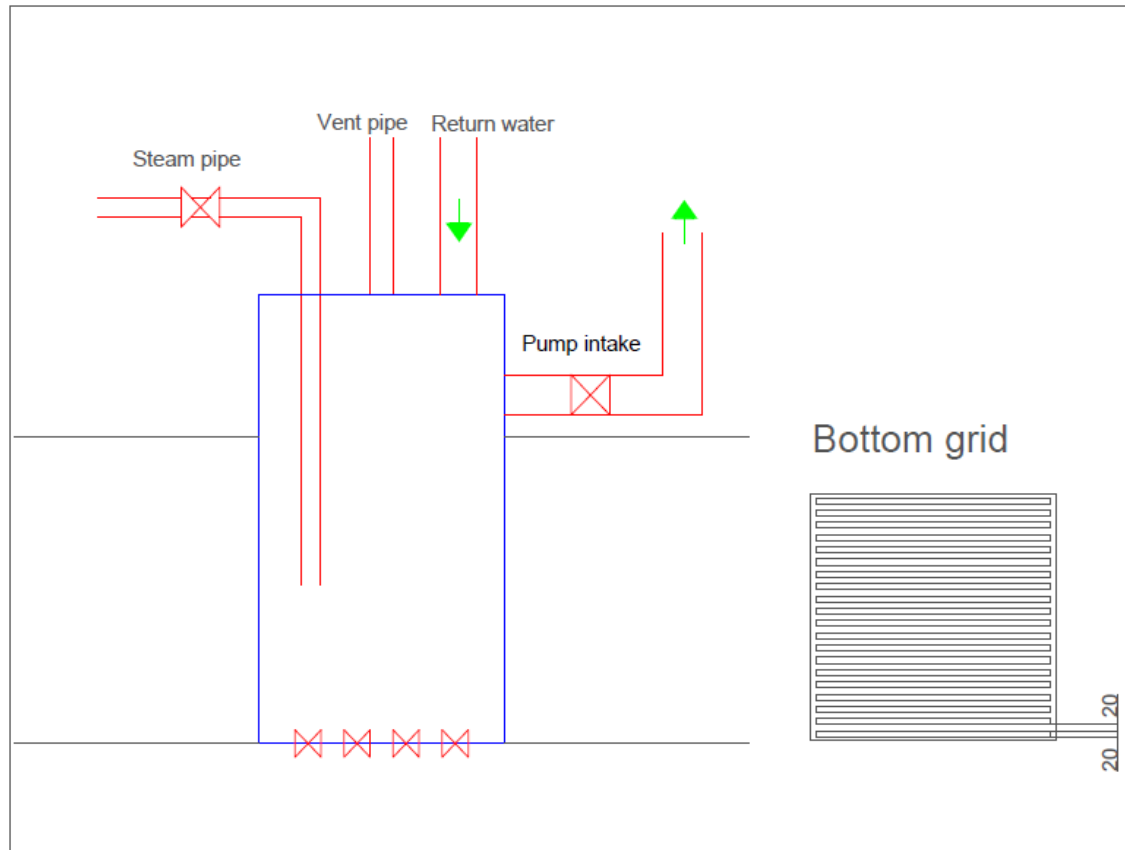 Vent pipe
Return water
Steam pipe
Pump intake
Bottom grid
20
20